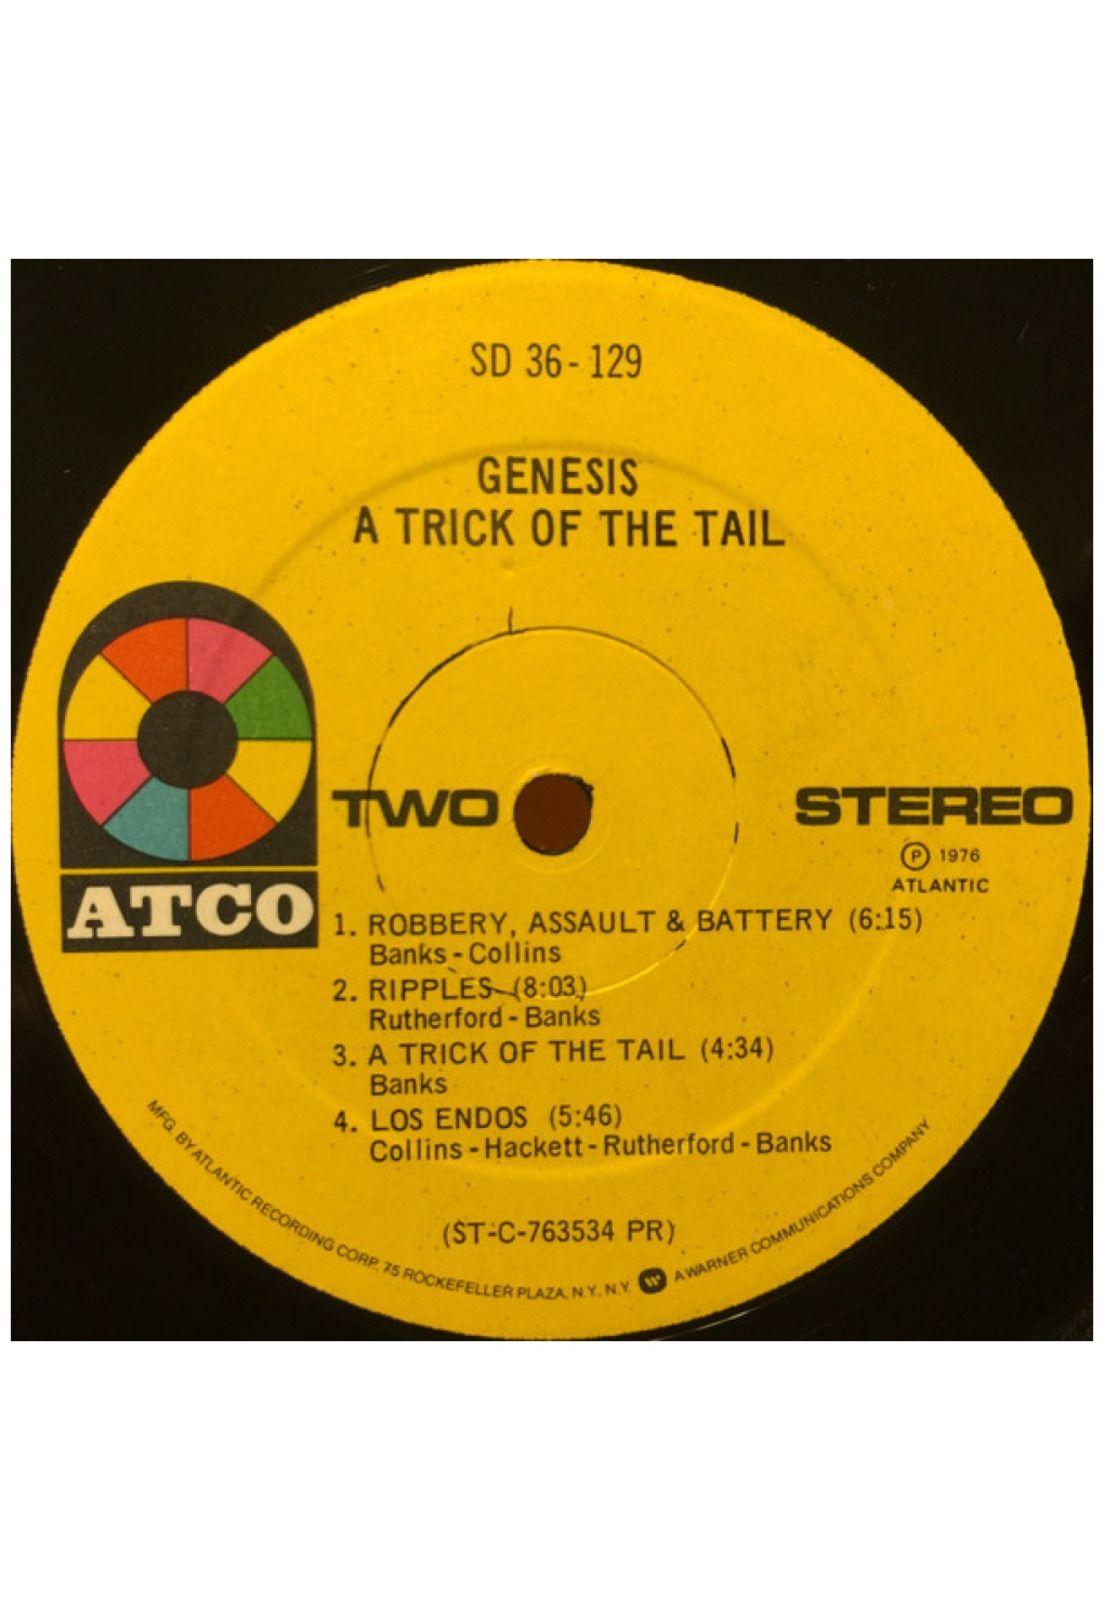 SD 36-129
GENESIS
A TRICK OF THE TAIL
ATCO
TWO
STEREO
Ⓟ 1976
ATLANTIC
1. ROBBERY, ASSAULT & BATTERY (6:15)
Banks-Collins
2. RIPPLES (8:03)
Rutherford-Banks
3. A TRICK OF THE TAIL (4:34)
Banks
4. LOS ENDOS (5:46)
Collins-Hackett-Rutherford-Banks
(ST-C-763534 PR)
MFG. BY ATLANTIC RECORDING CORP. 75 ROCKEFELLER PLAZA, N.Y., N.Y. A WARNER COMMUNICATIONS COMPANY